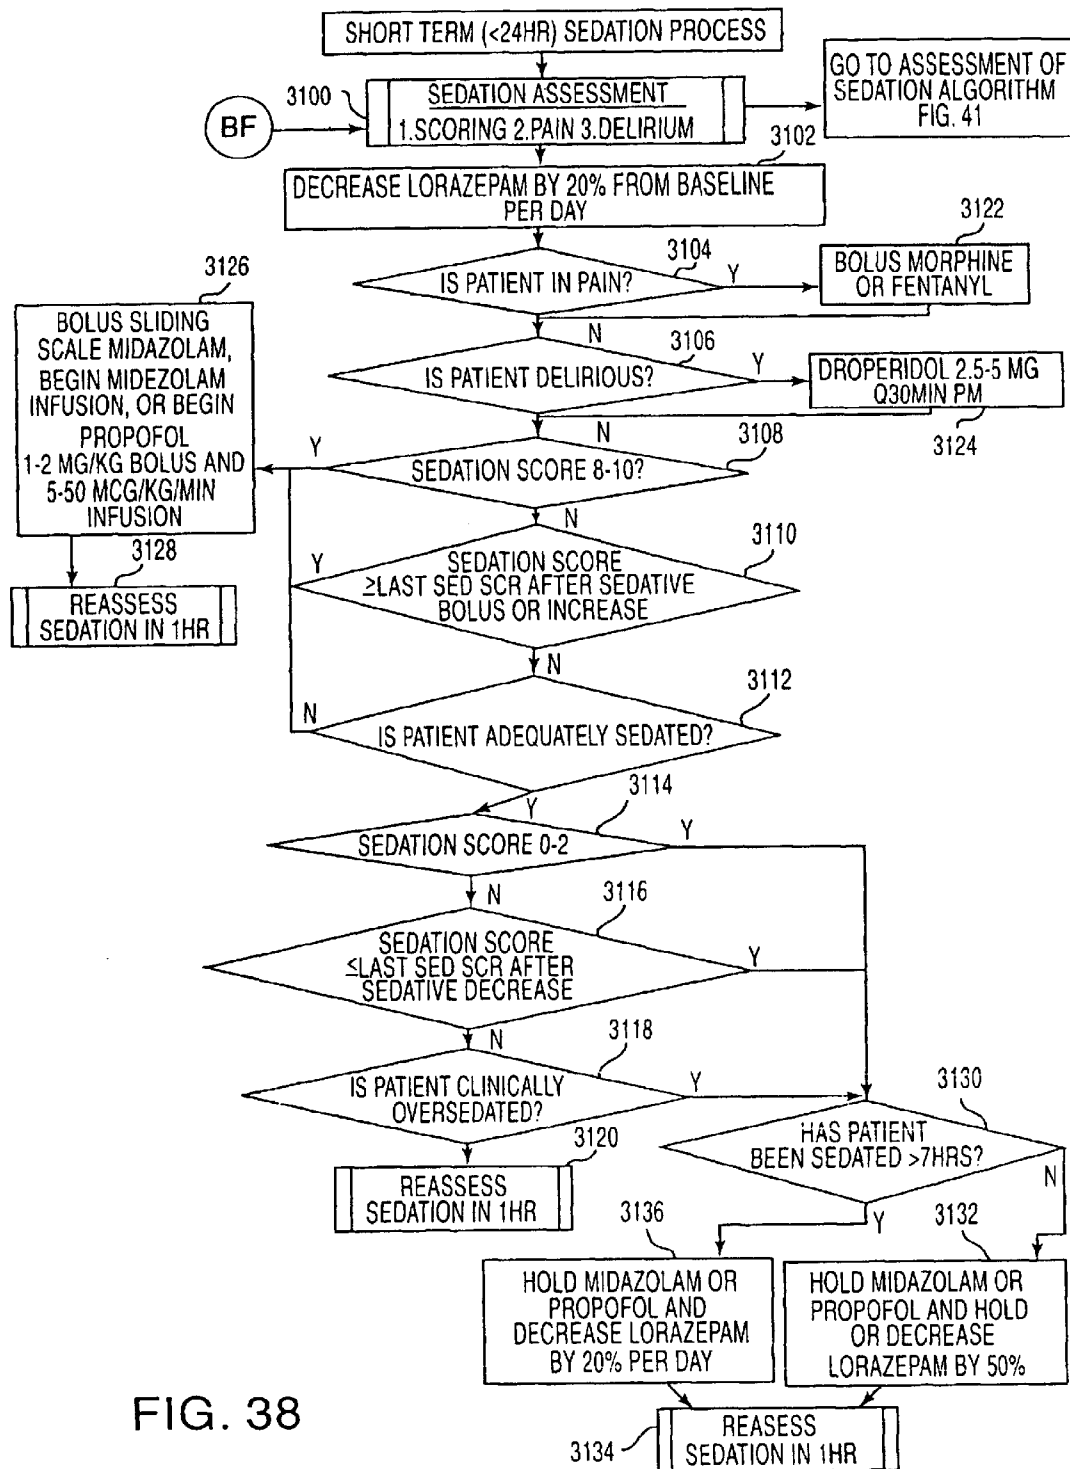 SHORT TERM (<24HR) SEDATION PROCESS
3100
SEDATION ASSESSMENT
1.SCORING 2.PAIN 3.DELIRIUM
BF
GO TO ASSESSMENT OF
SEDATION ALGORITHM
FIG. 41
3102
DECREASE LORAZEPAM BY 20% FROM BASELINE
PER DAY
3104
IS PATIENT IN PAIN?
Y
3122
BOLUS MORPHINE
OR FENTANYL
N
3106
IS PATIENT DELIRIOUS?
Y
DROPERIDOL 2.5-5 MG
Q30MIN PM
3124
N
3108
SEDATION SCORE 8-10?
Y
3126
BOLUS SLIDING
SCALE MIDAZOLAM,
BEGIN MIDEZOLAM
INFUSION, OR BEGIN
PROPOFOL
1-2 MG/KG BOLUS AND
5-50 MCG/KG/MIN
INFUSION
3128
REASSESS
SEDATION IN 1HR
N
3110
SEDATION SCORE
≥LAST SED SCR AFTER SEDATIVE
BOLUS OR INCREASE
Y
N
3112
IS PATIENT ADEQUATELY SEDATED?
N
Y
3114
SEDATION SCORE 0-2
Y
N
3116
SEDATION SCORE
≤LAST SED SCR AFTER
SEDATIVE DECREASE
Y
N
3118
IS PATIENT CLINICALLY
OVERSEDATED?
Y
3120
REASSESS
SEDATION IN 1HR
3130
HAS PATIENT
BEEN SEDATED >7HRS?
N
Y
3136
HOLD MIDAZOLAM OR
PROPOFOL AND
DECREASE LORAZEPAM
BY 20% PER DAY
3132
HOLD MIDAZOLAM OR
PROPOFOL AND HOLD
OR DECREASE
LORAZEPAM BY 50%
3134
REASESS
SEDATION IN 1HR
FIG. 38